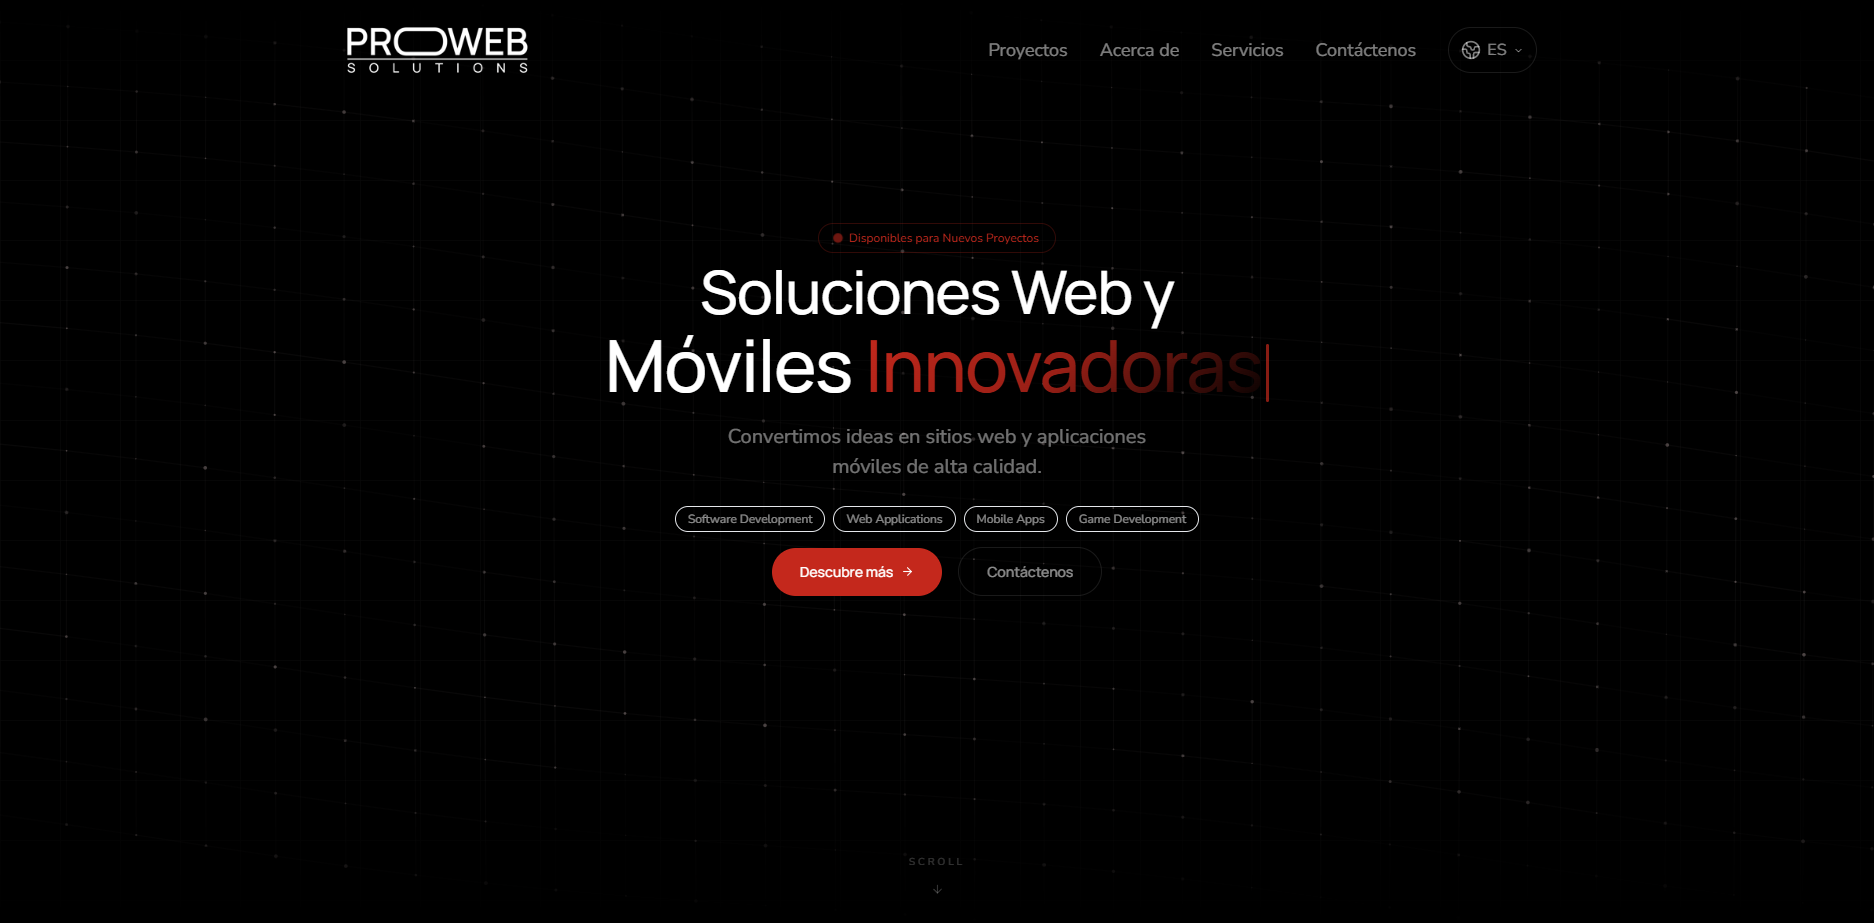 PROWEB
SOLUTIONS
Proyectos Acerca de Servicios Contáctenos ES
Disponibles para Nuevos Proyectos
Soluciones Web y
Móviles Innovadoras
Convertimos ideas en sitios web y aplicaciones
móviles de alta calidad.
Software Development Web Applications Mobile Apps Game Development
Descubre más Contáctenos
SCROLL